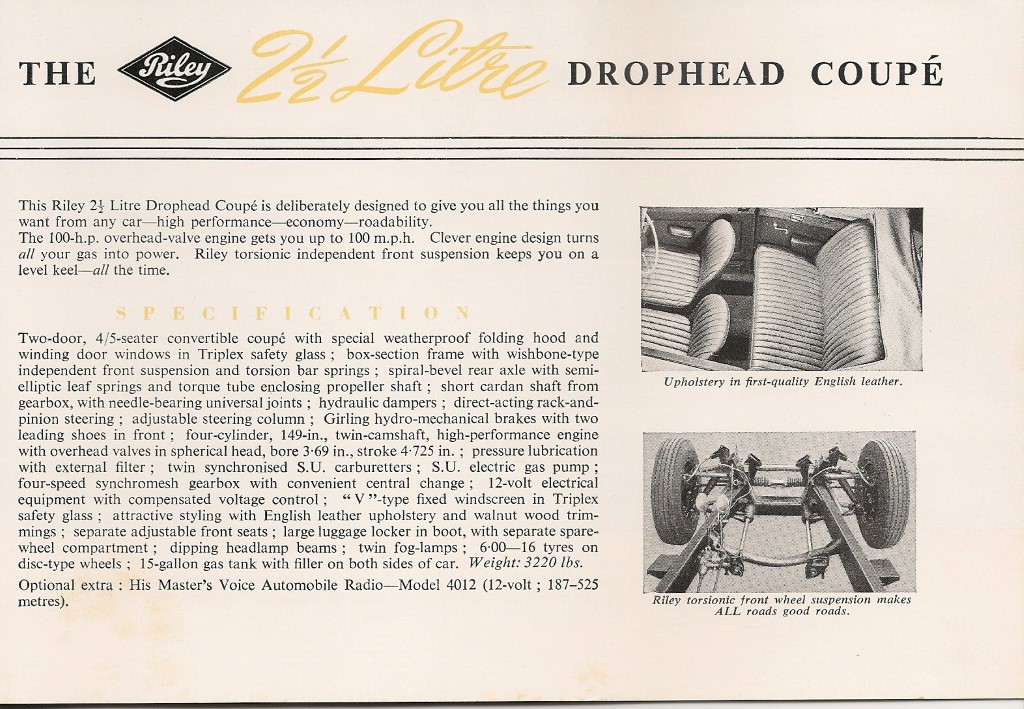 THE Riley 2½ Litre DROPHEAD COUPÉ
This Riley 2½ Litre Drophead Coupé is deliberately designed to give you all the things you
want from any car—high performance—economy—roadability.
The 100-h.p. overhead-valve engine gets you up to 100 m.p.h. Clever engine design turns
all your gas into power. Riley torsionic independent front suspension keeps you on a
level keel—all the time.
SPECIFICATION
Two-door, 4/5-seater convertible coupé with special weatherproof folding hood and
winding door windows in Triplex safety glass ; box-section frame with wishbone-type
independent front suspension and torsion bar springs ; spiral-bevel rear axle with semi-
elliptic leaf springs and torque tube enclosing propeller shaft ; short cardan shaft from
gearbox, with needle-bearing universal joints ; hydraulic dampers ; direct-acting rack-and-
pinion steering ; adjustable steering column ; Girling hydro-mechanical brakes with two
leading shoes in front ; four-cylinder, 149-in., twin-camshaft, high-performance engine
with overhead valves in spherical head, bore 3·69 in., stroke 4·725 in. ; pressure lubrication
with external filter ; twin synchronised S.U. carburetters ; S.U. electric gas pump ;
four-speed synchromesh gearbox with convenient central change ; 12-volt electrical
equipment with compensated voltage control ; “V”-type fixed windscreen in Triplex
safety glass ; attractive styling with English leather upholstery and walnut wood trim-
mings ; separate adjustable front seats ; large luggage locker in boot, with separate spare-
wheel compartment ; dipping headlamp beams ; twin fog-lamps ; 6·00—16 tyres on
disc-type wheels ; 15-gallon gas tank with filler on both sides of car. Weight: 3220 lbs.
Optional extra : His Master’s Voice Automobile Radio—Model 4012 (12-volt ; 187–525
metres).
Upholstery in first-quality English leather.
Riley torsionic front wheel suspension makes
ALL roads good roads.